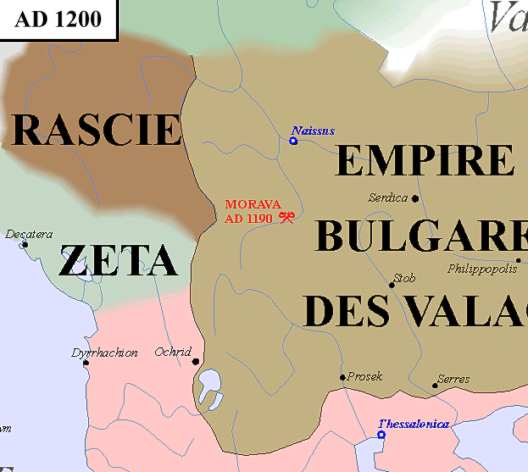 AD 1200
Va
RASCIE
Naissus
EMPIRE
Serdica
MORAVA
AD 1190
BULGARE
Decatera
ZETA
Philippopolis
Stob
DES VALA
Dyrrhachion
Ochrid
Prosek
Serres
Thessalonica